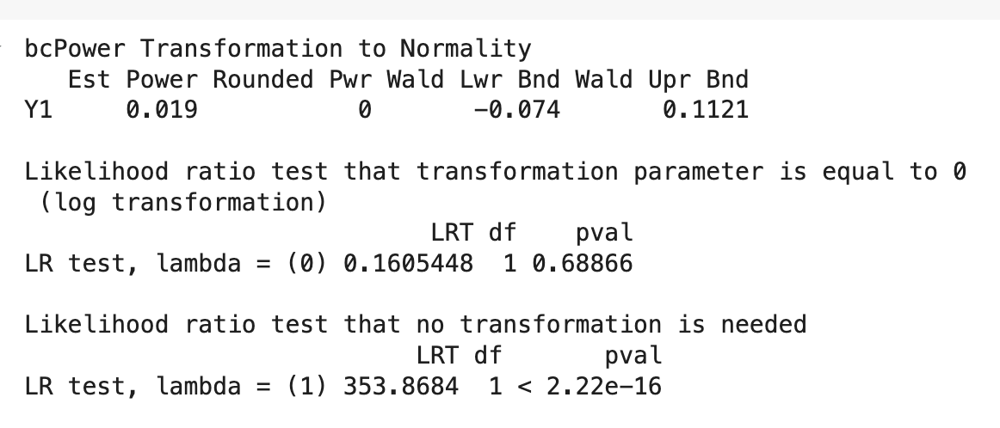 bcPower Transformation to Normality
Est Power Rounded Pwr Wald Lwr Bnd Wald Upr Bnd
Y1 0.019 0 -0.074 0.1121
Likelihood ratio test that transformation parameter is equal to 0
(log transformation)
LRT df pval
LR test, lambda = (0) 0.1605448 1 0.68866
Likelihood ratio test that no transformation is needed
LRT df pval
LR test, lambda = (1) 353.8684 1 < 2.22e-16